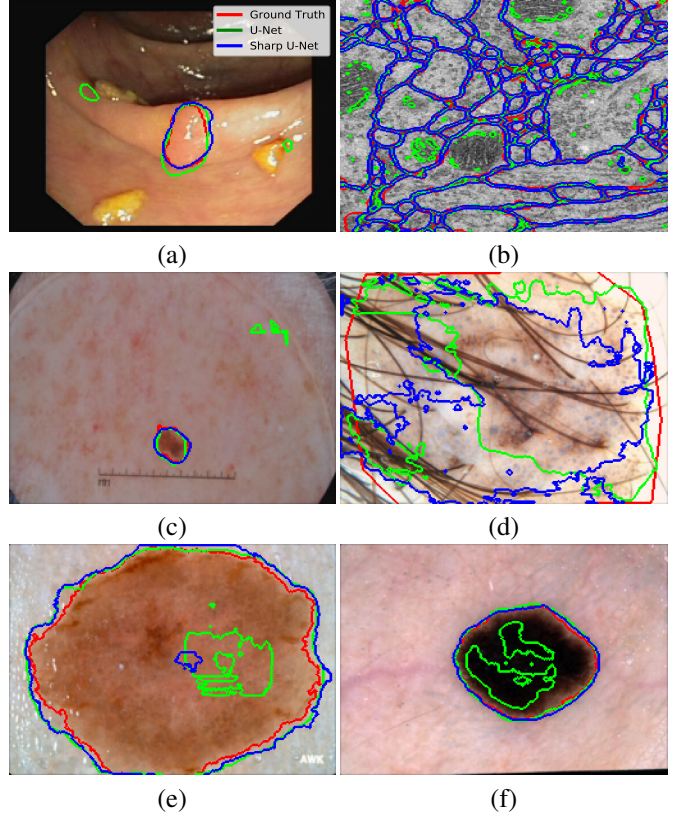 Ground Truth
U-Net
Sharp U-Net
(a)
(b)
(c)
(d)
AWK
(e)
(f)